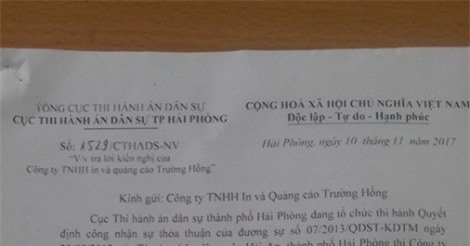 TỔNG CỤC THI HÀNH ÁN DÂN SỰ
CỤC THI HÀNH ÁN DÂN SỰ TP HẢI PHÒNG
CỘNG HOÀ XÃ HỘI CHỦ NGHĨA VIỆT NAM
Độc lập - Tự do - Hạnh phúc
Số: 1529/CTHADS-NV
"V/v trả lời kiến nghị của
Công ty TNHH in và quảng cáo Trường Hồng"
Hải Phòng, ngày 10 tháng 11 năm 2017
Kính gửi: Công ty TNHH In và Quảng cáo Trường Hồng
Cục Thi hành án dân sự thành phố Hải Phòng đang tổ chức thi hành Quyết
định công nhận sự thỏa thuận của đương sự số 07/2013/QDST-KDTM